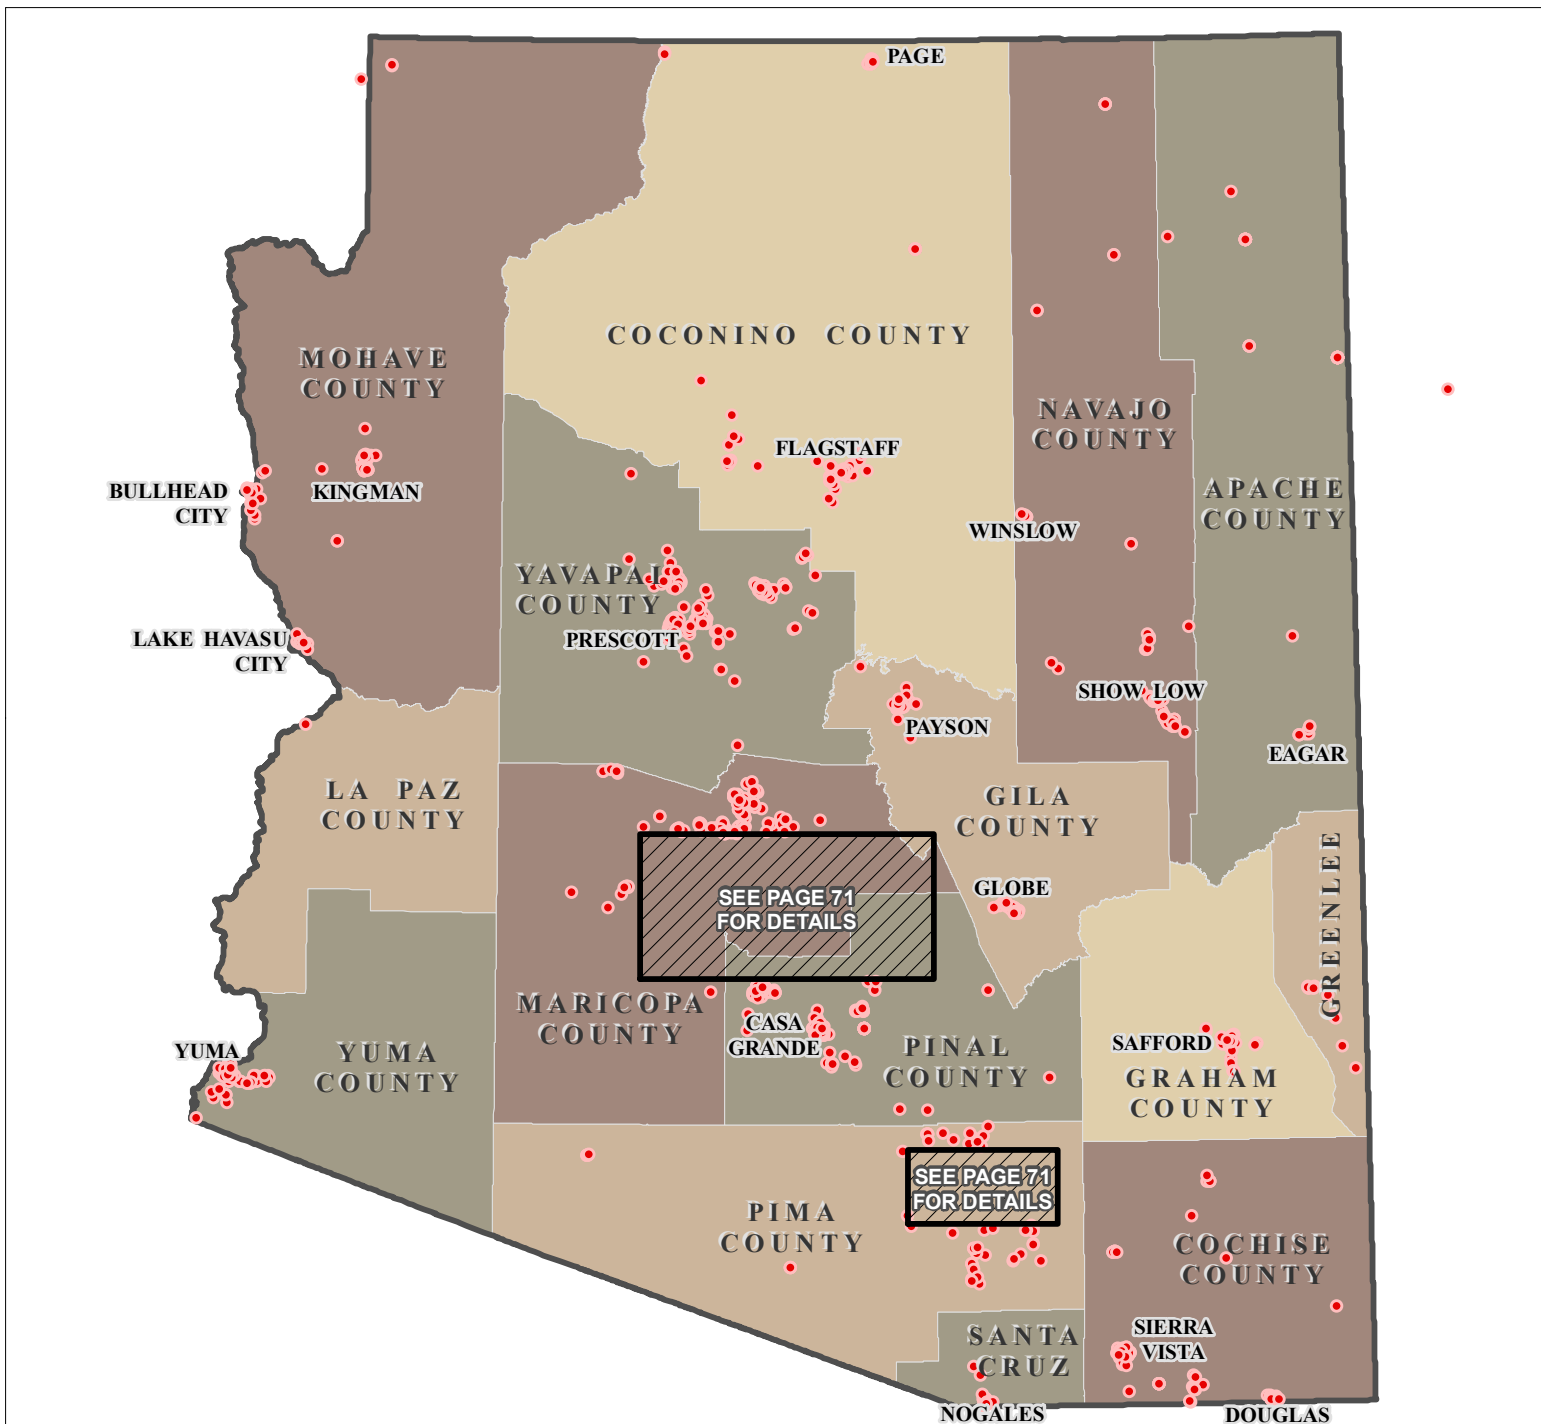 PAGE
COCONINO COUNTY
MOHAVE
COUNTY
NAVAJO
COUNTY
FLAGSTAFF
APACHE
COUNTY
BULLHEAD
CITY
KINGMAN
WINSLOW
YAVAPAI
COUNTY
PRESCOTT
LAKE HAVASU
CITY
SHOW LOW
PAYSON
EAGAR
LA PAZ
COUNTY
GILA
COUNTY
GREENLEE
SEE PAGE 71
FOR DETAILS
GLOBE
MARICOPA
COUNTY
CASA
GRANDE
PINAL
COUNTY
SAFFORD
GRAHAM
COUNTY
YUMA
YUMA
COUNTY
SEE PAGE 71
FOR DETAILS
PIMA
COUNTY
COCHISE
COUNTY
SANTA
CRUZ
SIERRA
VISTA
NOGALES
DOUGLAS